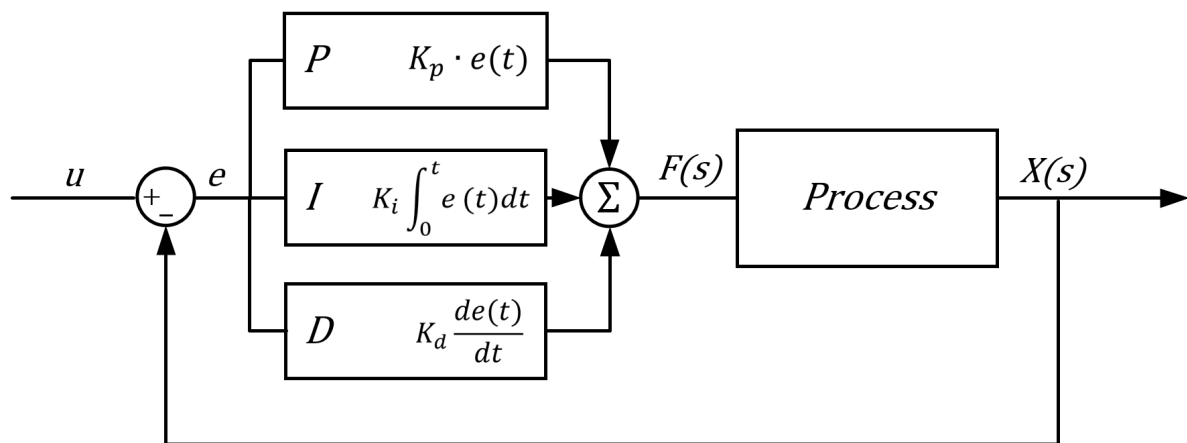 P K_p · e(t)
u
+
−
e
I K_i ∫_0^t e (t)dt
Σ
F(s)
Process
X(s)
D K_d de(t)/dt